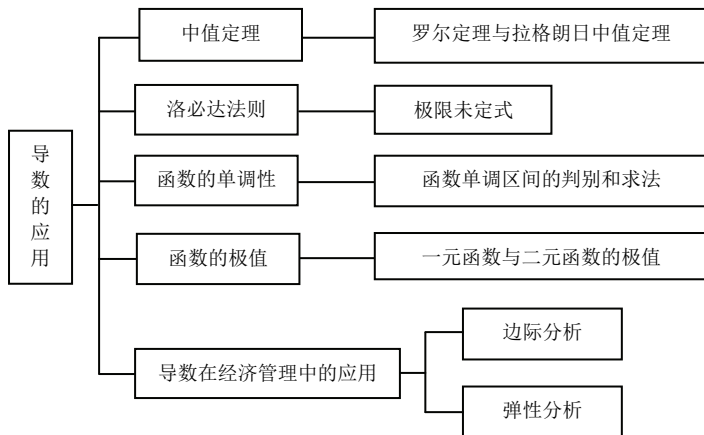 导数的应用
中值定理
罗尔定理与拉格朗日中值定理
洛必达法则
极限未定式
函数的单调性
函数单调区间的判别和求法
函数的极值
一元函数与二元函数的极值
导数在经济管理中的应用
边际分析
弹性分析